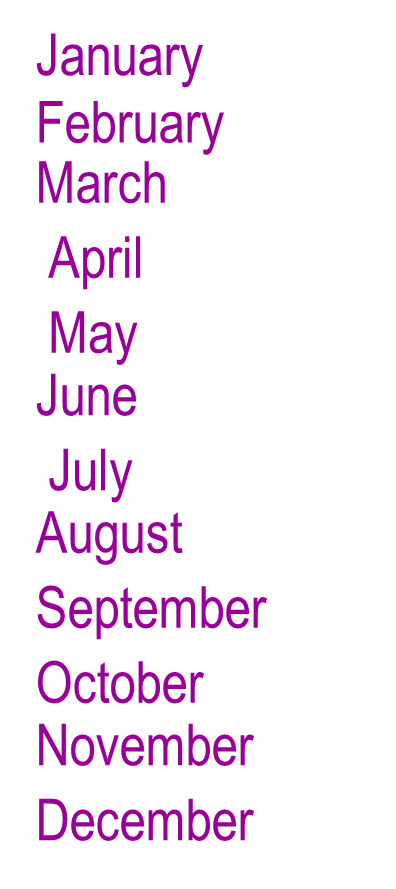 January
February
March
April
May
June
July
August
September
October
November
December